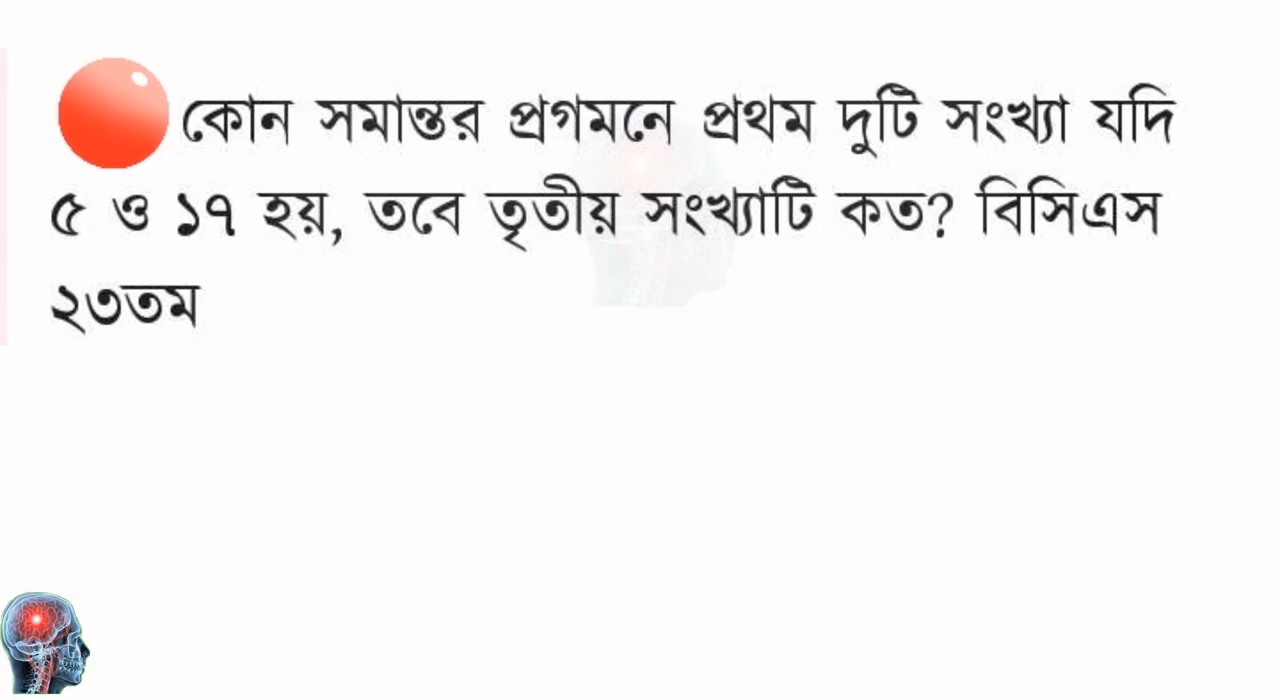 কোন সমান্তর প্রগমনে প্রথম দুটি সংখ্যা যদি
৫ ও ১৭ হয়, তবে তৃতীয় সংখ্যাটি কত? বিসিএস
২৩তম